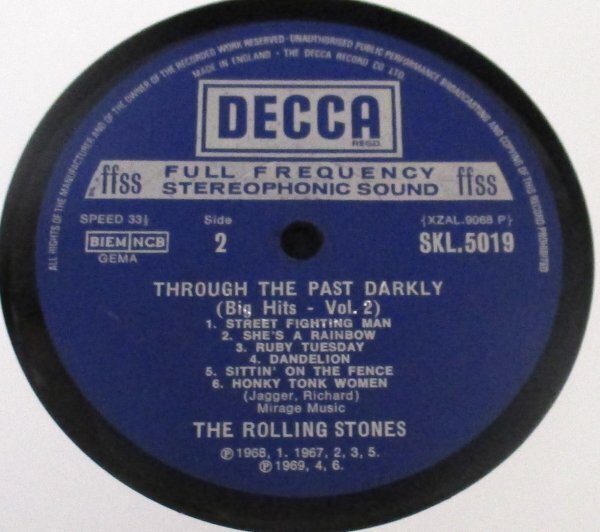 ALL RIGHTS OF THE MANUFACTURER AND OF THE OWNER OF THE RECORDED WORK RESERVED · UNAUTHORISED PUBLIC PERFORMANCE BROADCASTING AND COPYING OF THIS RECORD PROHIBITED
MADE IN ENGLAND · THE DECCA RECORD CO LTD
DECCA
REGD.
ffss FULL FREQUENCY ffss
STEREOPHONIC SOUND
SPEED 33⅓ Side (XZAL.9068 P)
BIEM NCB 2 SKL.5019
GEMA
THROUGH THE PAST DARKLY
(Big Hits - Vol. 2)
1. STREET FIGHTING MAN
2. SHE'S A RAINBOW
3. RUBY TUESDAY
4. DANDELION
5. SITTIN' ON THE FENCE
6. HONKY TONK WOMEN
(Jagger, Richard)
Mirage Music
THE ROLLING STONES
℗ 1968, 1. 1967, 2, 3, 5.
℗ 1969, 4, 6.